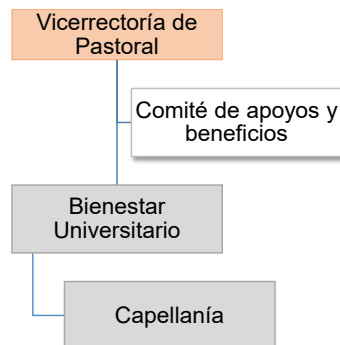 Vicerrectoría de
Pastoral
Comité de apoyos y
beneficios
Bienestar
Universitario
Capellanía